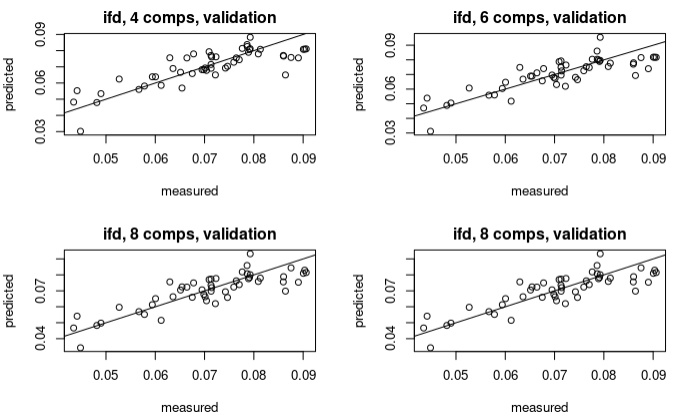 ifd, 4 comps, validation
predicted
0.03 0.06 0.09
0.05 0.06 0.07 0.08 0.09
measured
ifd, 6 comps, validation
predicted
0.03 0.06 0.09
0.05 0.06 0.07 0.08 0.09
measured
ifd, 8 comps, validation
predicted
0.04 0.07
0.05 0.06 0.07 0.08 0.09
measured
ifd, 8 comps, validation
predicted
0.04 0.07
0.05 0.06 0.07 0.08 0.09
measured